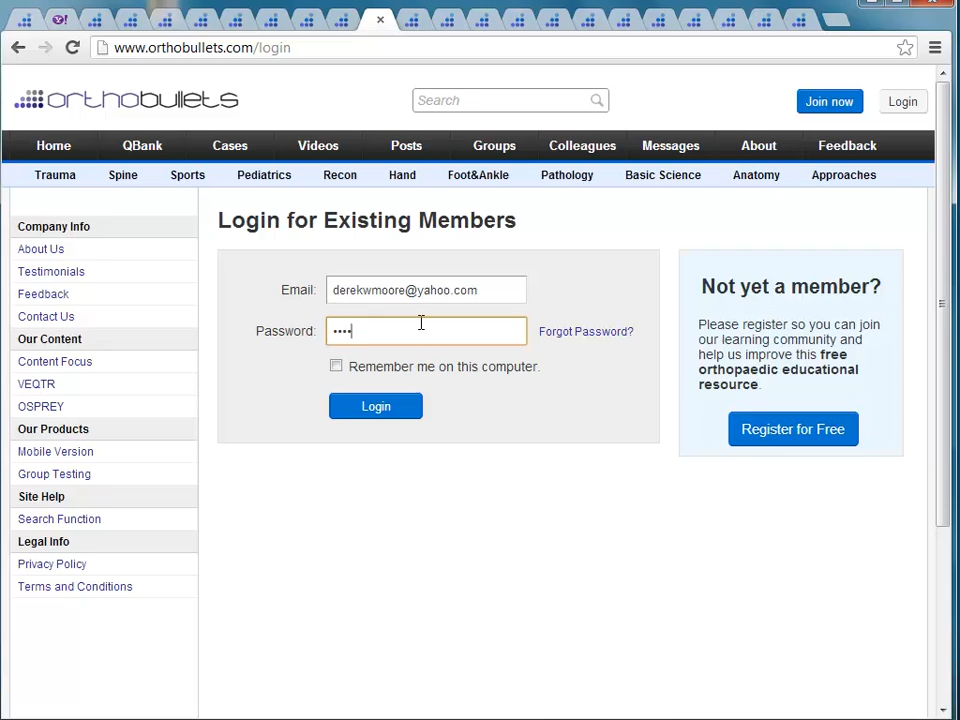 www.orthobullets.com/login
orthobullets
Search
Join now
Login
Home
QBank
Cases
Videos
Posts
Groups
Colleagues
Messages
About
Feedback
Trauma
Spine
Sports
Pediatrics
Recon
Hand
Foot&Ankle
Pathology
Basic Science
Anatomy
Approaches
Company Info
About Us
Testimonials
Feedback
Contact Us
Our Content
Content Focus
VEQTR
OSPREY
Our Products
Mobile Version
Group Testing
Site Help
Search Function
Legal Info
Privacy Policy
Terms and Conditions
Login for Existing Members
Email: derekwmoore@yahoo.com
Password: ••••
Forgot Password?
Remember me on this computer.
Login
Not yet a member?
Please register so you can join
our learning community and
help us improve this free
orthopaedic educational
resource.
Register for Free